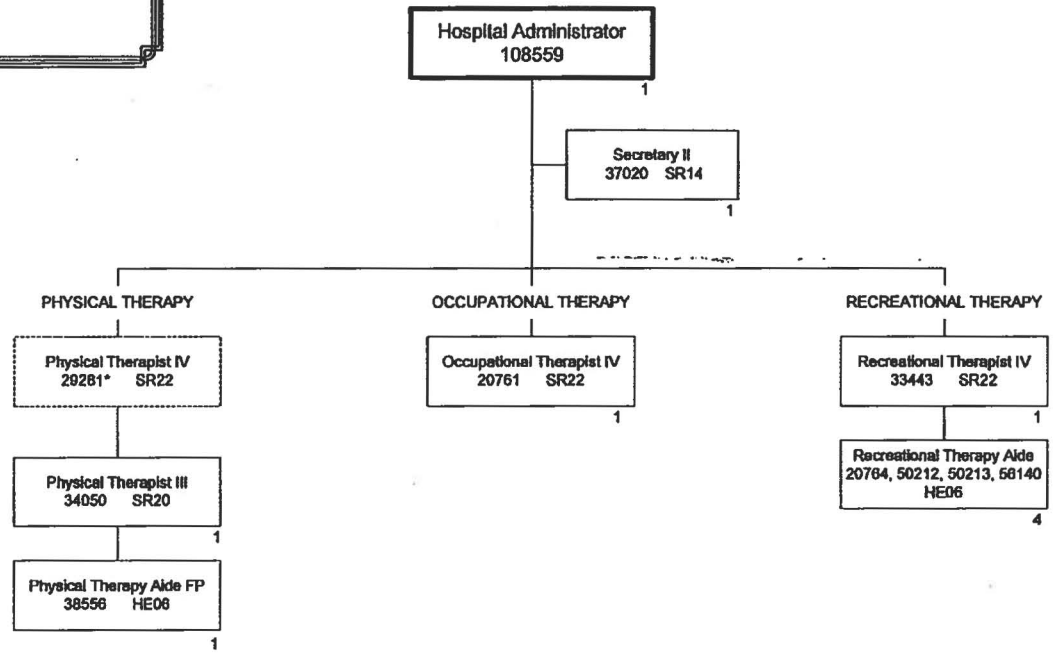 Hospital Administrator
108559
1
Secretary II
37020 SR14
1
PHYSICAL THERAPY
OCCUPATIONAL THERAPY
RECREATIONAL THERAPY
Physical Therapist IV
29281* SR22
Occupational Therapist IV
20761 SR22
1
Recreational Therapist IV
33443 SR22
1
Physical Therapist III
34050 SR20
1
Recreational Therapy Aide
20764, 50212, 50213, 56140
HE06
4
Physical Therapy Aide FP
38556 HE06
1